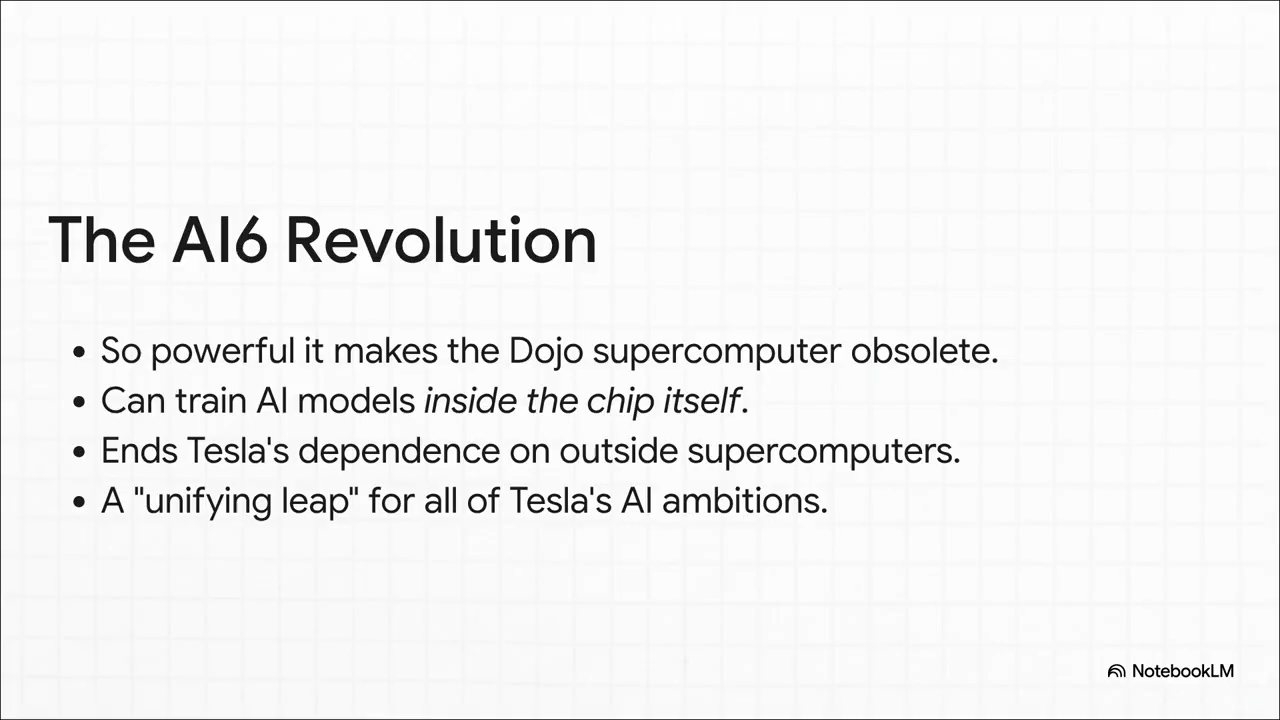 The AI6 Revolution
• So powerful it makes the Dojo supercomputer obsolete.
• Can train AI models inside the chip itself.
• Ends Tesla's dependence on outside supercomputers.
• A "unifying leap" for all of Tesla's AI ambitions.
NotebookLM